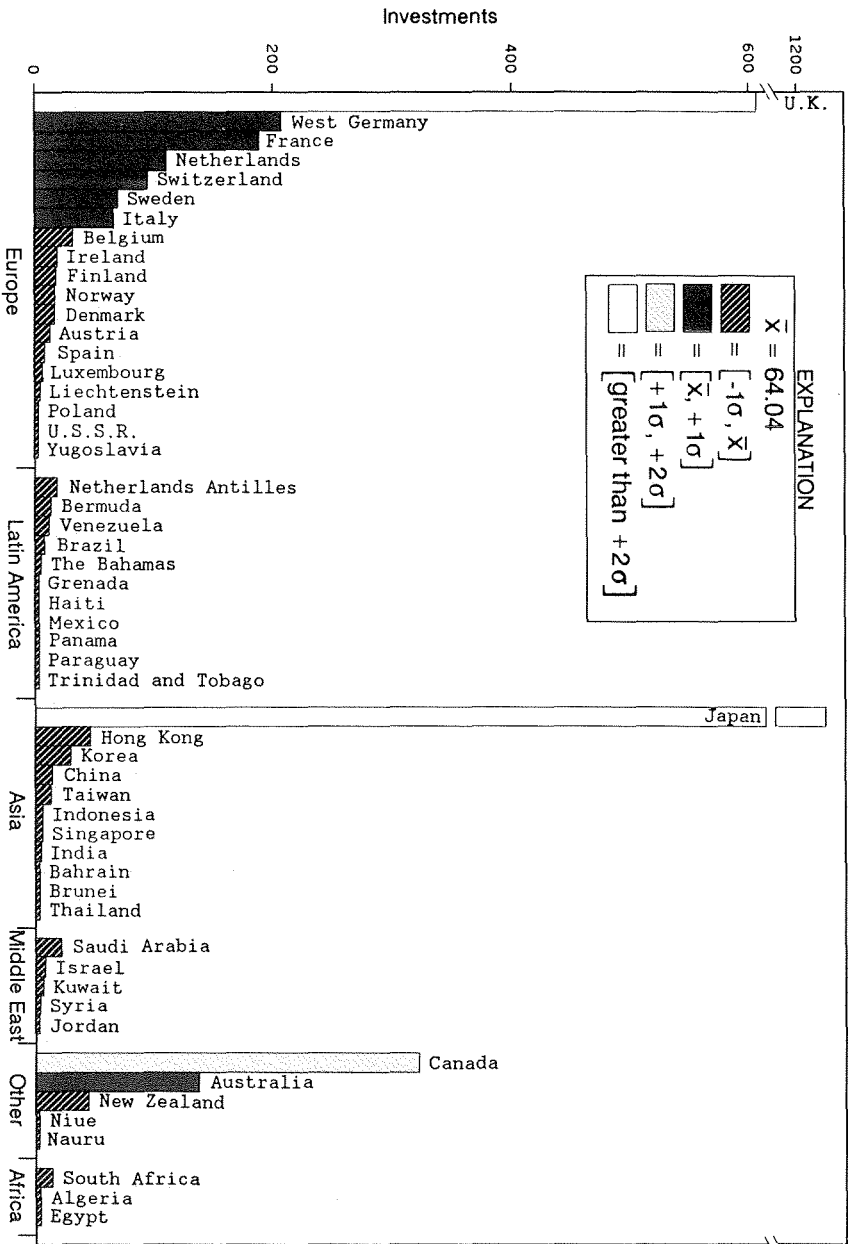 Investments
0
200
400
600
1200
U.K.
West Germany
France
Netherlands
Switzerland
Sweden
Italy
Belgium
Ireland
Finland
Norway
Denmark
Austria
Spain
Luxembourg
Liechtenstein
Poland
U.S.S.R.
Yugoslavia
Europe
Netherlands Antilles
Bermuda
Venezuela
Brazil
The Bahamas
Grenada
Haiti
Mexico
Panama
Paraguay
Trinidad and Tobago
Latin America
Japan
Hong Kong
Korea
China
Taiwan
Indonesia
Singapore
India
Bahrain
Brunei
Thailand
Asia
Saudi Arabia
Israel
Kuwait
Syria
Jordan
Middle East
Canada
Australia
New Zealand
Niue
Nauru
Other
South Africa
Algeria
Egypt
Africa
EXPLANATION
x̄ = 64.04
= [-1σ, x̄]
= [x̄, +1σ]
= [+1σ, +2σ]
= [greater than +2σ]